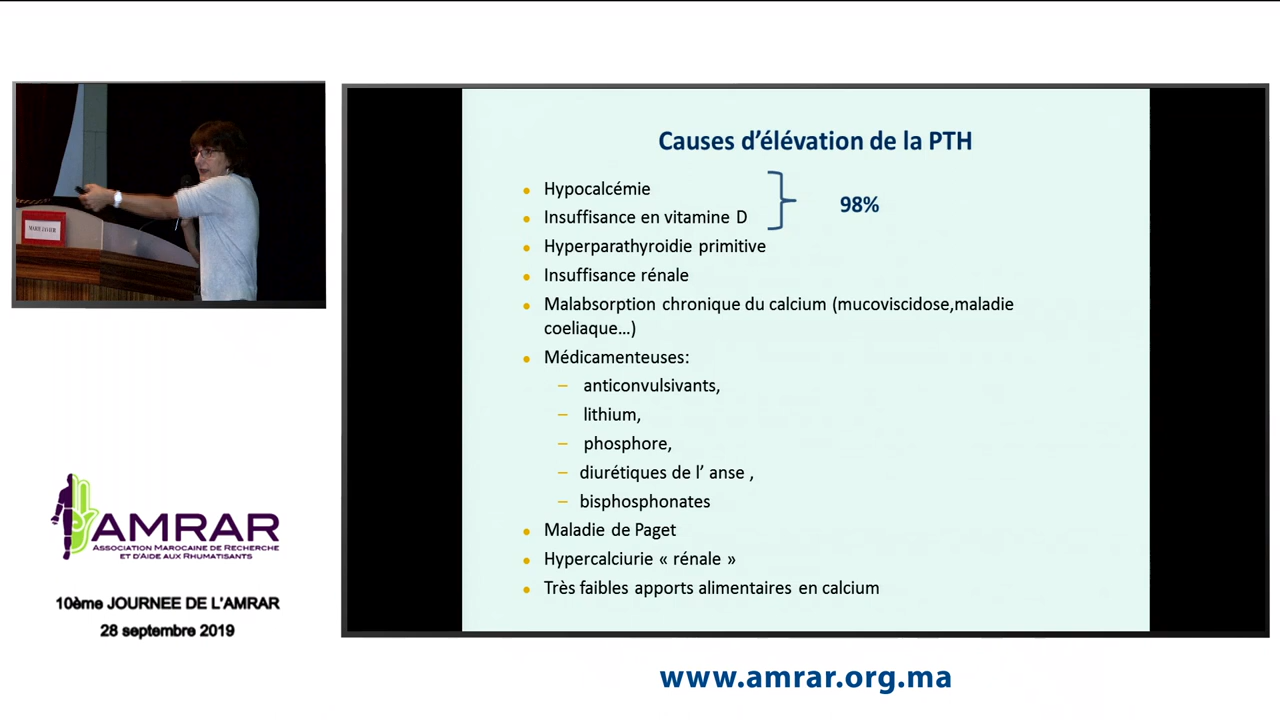 MARIE JAVIER
AMRAR
ASSOCIATION MAROCAINE DE RECHERCHE
ET D'AIDE AUX RHUMATISANTS
10ème JOURNEE DE L'AMRAR
28 septembre 2019
Causes d'élévation de la PTH
• Hypocalcémie
• Insuffisance en vitamine D
98%
• Hyperparathyroidie primitive
• Insuffisance rénale
• Malabsorption chronique du calcium (mucoviscidose,maladie
coeliaque...)
• Médicamenteuses:
– anticonvulsivants,
– lithium,
– phosphore,
– diurétiques de l' anse ,
– bisphosphonates
• Maladie de Paget
• Hypercalciurie « rénale »
• Très faibles apports alimentaires en calcium
www.amrar.org.ma